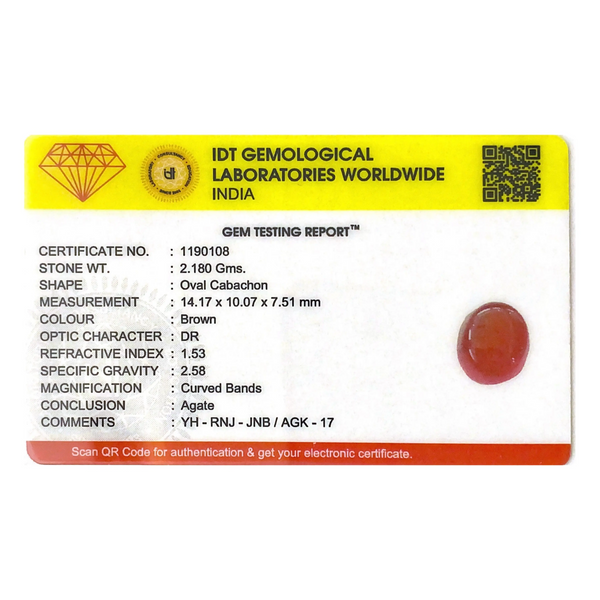 IDT GEMOLOGICAL
LABORATORIES WORLDWIDE
INDIA
GEM TESTING REPORT™
CERTIFICATE NO. : 1190108
STONE WT. : 2.180 Gms.
SHAPE : Oval Cabachon
MEASUREMENT : 14.17 x 10.07 x 7.51 mm
COLOUR : Brown
OPTIC CHARACTER : DR
REFRACTIVE INDEX : 1.53
SPECIFIC GRAVITY : 2.58
MAGNIFICATION : Curved Bands
CONCLUSION : Agate
COMMENTS : YH - RNJ - JNB / AGK - 17
Scan QR Code for authentication & get your electronic certificate.